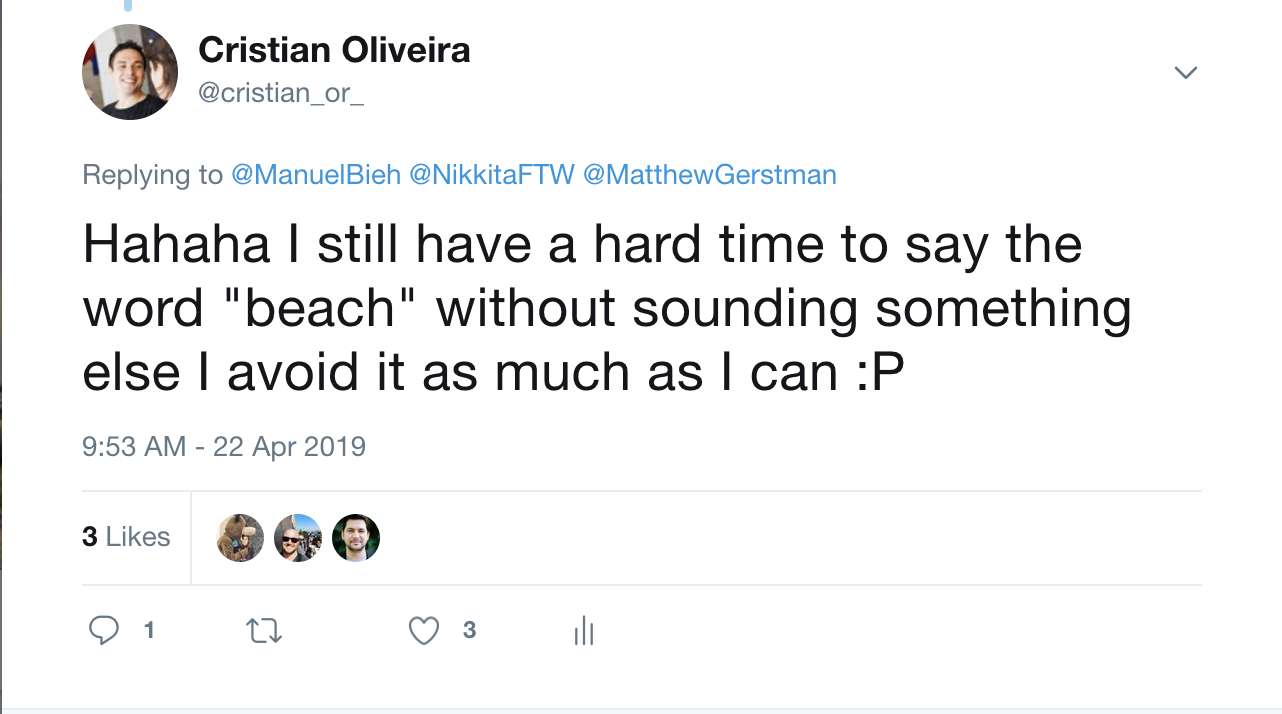 Cristian Oliveira
@cristian_or_
Replying to @ManuelBieh @NikkitaFTW @MatthewGerstman
Hahaha I still have a hard time to say the
word "beach" without sounding something
else I avoid it as much as I can :P
9:53 AM - 22 Apr 2019
3 Likes
1 3